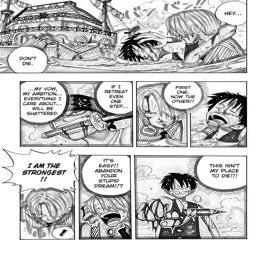 HEY...
DON'T
DIE.
FIRST
ONE,
NOW THE
OTHER!!
IF I
RETREAT
EVEN
ONE
STEP...
...MY VOW,
MY
AMBITION...
EVERYTHING I
CARE ABOUT...
WILL BE
SHATTERED.
THIS ISN'T
MY PLACE
TO DIE!!!
IT'S
EASY!!
ABANDON
YOUR
STUPID
DREAM!!?
I AM THE
STRONGEST
!!